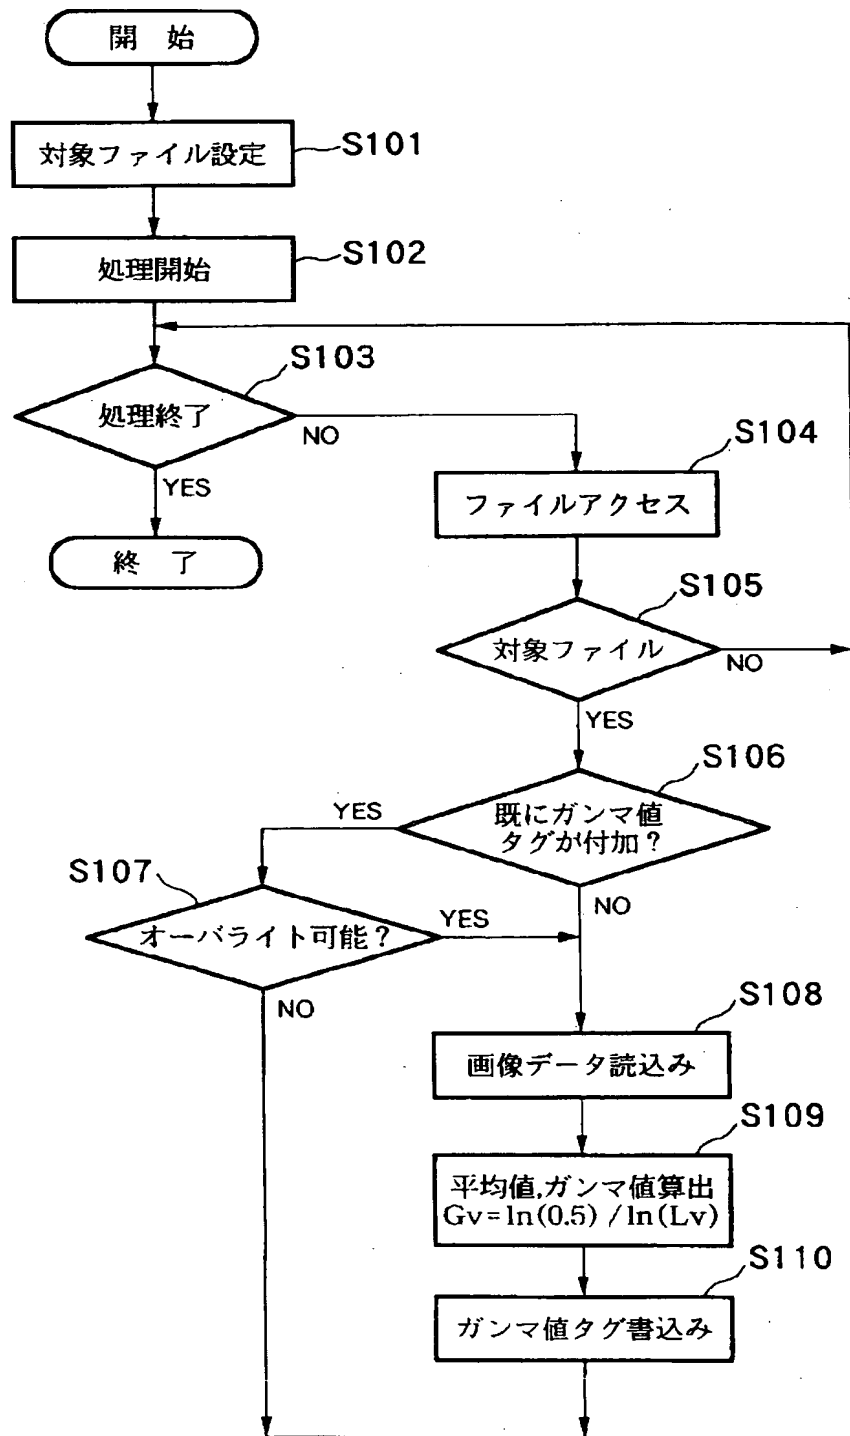 開 始
対象ファイル設定
S101
処理開始
S102
S103
処理終了
NO
YES
終 了
S104
ファイルアクセス
S105
対象ファイル
NO
YES
S106
既にガンマ値
タグが付加?
YES
NO
S107
オーバライト可能?
YES
NO
S108
画像データ読込み
S109
平均値,ガンマ値算出
Gv=ln(0.5)/ln(Lv)
S110
ガンマ値タグ書込み